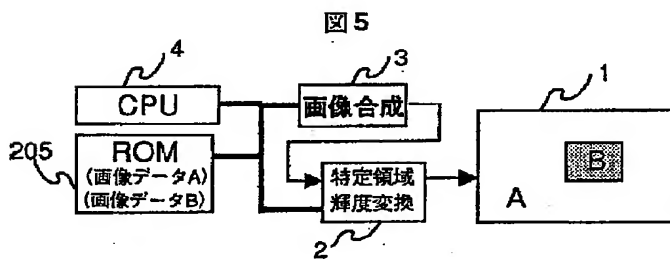 図5
4
CPU
3
画像合成
1
205
ROM
(画像データA)
(画像データB)
特定領域
輝度変換
2
B
A